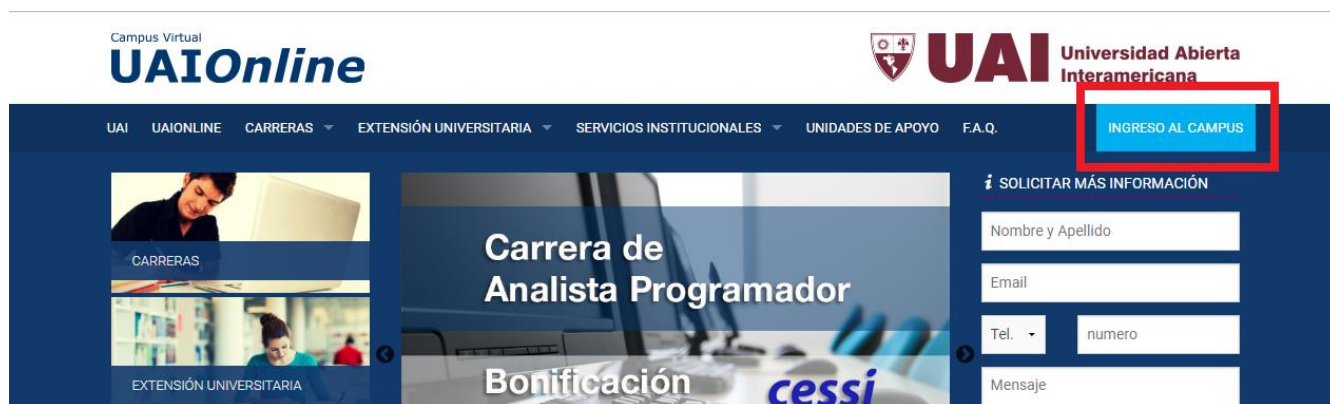 Campus Virtual
UAIOnline
UAI
Universidad Abierta
Interamericana
UAI UAIONLINE CARRERAS EXTENSIÓN UNIVERSITARIA SERVICIOS INSTITUCIONALES UNIDADES DE APOYO F.A.Q. INGRESO AL CAMPUS
CARRERAS
EXTENSIÓN UNIVERSITARIA
Carrera de
Analista Programador
Bonificación
cessi
i SOLICITAR MÁS INFORMACIÓN
Nombre y Apellido
Email
Tel. numero
Mensaje